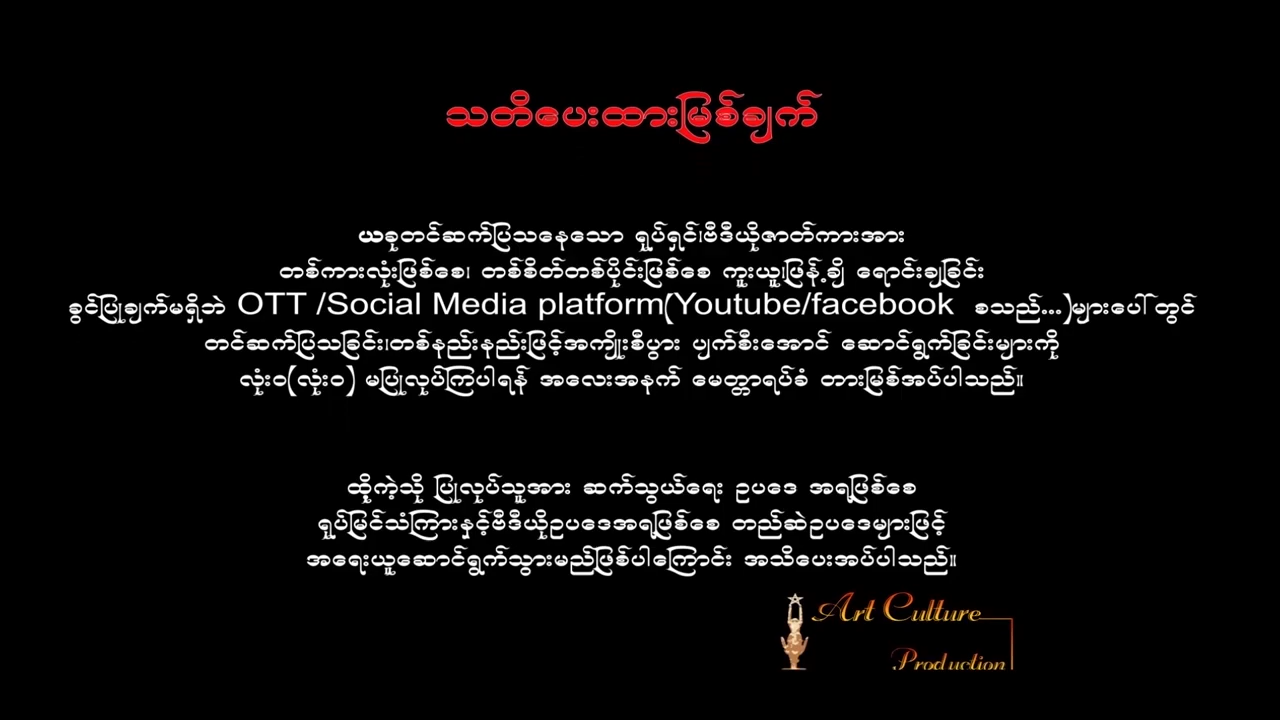 သတိပေးထားမြစ်ချက်
ယခုတင်ဆက်ပြသနေသော ရုပ်ရှင်၊ဗီဒီယိုဇာတ်ကားအား
တစ်ကားလုံးဖြစ်စေ၊ တစ်စိတ်တစ်ပိုင်းဖြစ်စေ ကူးယူ၊ဖြန့်ချိ ရောင်းချခြင်း
ခွင့်ပြုချက်မရှိဘဲ OTT /Social Media platform(Youtube/facebook စသည်...)များပေါ်တွင်
တင်ဆက်ပြသခြင်း၊တစ်နည်းနည်းဖြင့်အကျိုးစီးပွား ပျက်စီးအောင် ဆောင်ရွက်ခြင်းများကို
လုံးဝ(လုံးဝ) မပြုလုပ်ကြပါရန် အလေးအနက် မေတ္တာရပ်ခံ တားမြစ်အပ်ပါသည်။
ထိုကဲ့သို့ ပြုလုပ်သူအား ဆက်သွယ်ရေး ဥပဒေ အရဖြစ်စေ
ရုပ်မြင်သံကြားနှင့်ဗီဒီယိုဥပဒေအရဖြစ်စေ တည်ဆဲဥပဒေများဖြင့်
အရေးယူဆောင်ရွက်သွားမည်ဖြစ်ပါကြောင်း အသိပေးအပ်ပါသည်။
Art Culture
Production